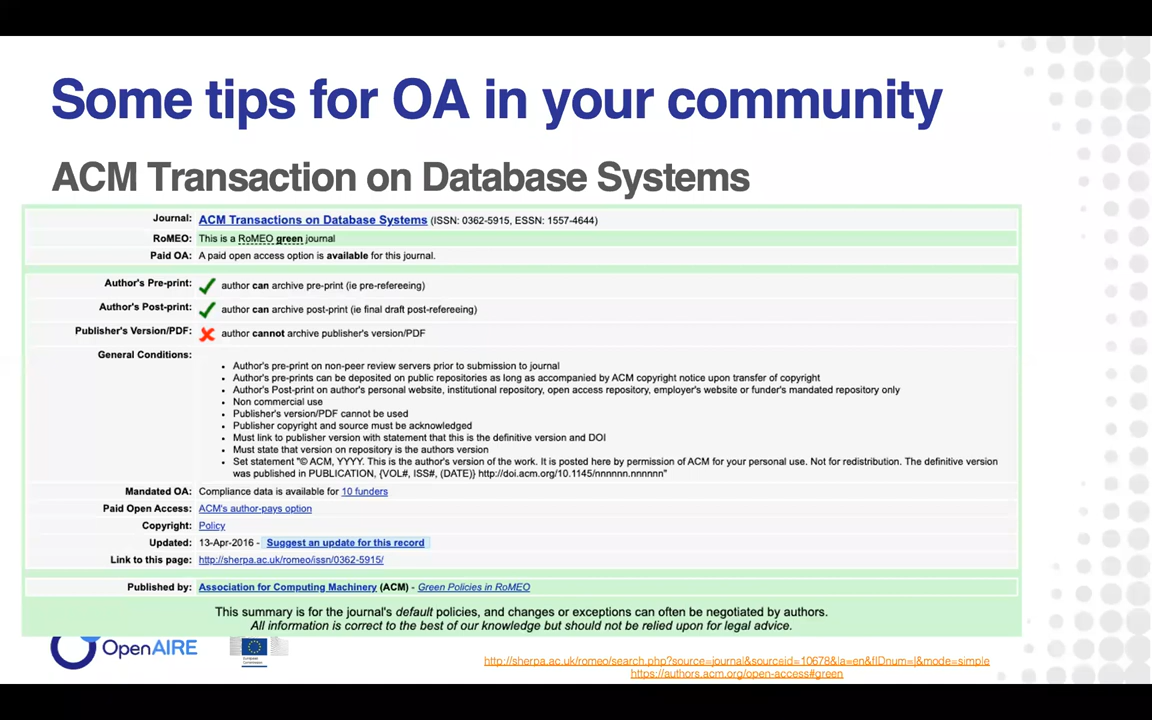 Some tips for OA in your community
ACM Transaction on Database Systems
Journal: ACM Transactions on Database Systems (ISSN: 0362-5915, ESSN: 1557-4644)
RoMEO: This is a RoMEO green journal
Paid OA: A paid open access option is available for this journal.
Author's Pre-print: author can archive pre-print (ie pre-refereeing)
Author's Post-print: author can archive post-print (ie final draft post-refereeing)
Publisher's Version/PDF: author cannot archive publisher's version/PDF
General Conditions:
• Author's pre-print on non-peer review servers prior to submission to journal
• Author's pre-prints can be deposited on public repositories as long as accompanied by ACM copyright notice upon transfer of copyright
• Author's Post-print on author's personal website, institutional repository, open access repository, employer's website or funder's mandated repository only
• Non commercial use
• Publisher's version/PDF cannot be used
• Publisher copyright and source must be acknowledged
• Must link to publisher version with statement that this is the definitive version and DOI
• Must state that version on repository is the authors version
• Set statement "© ACM, YYYY. This is the author's version of the work. It is posted here by permission of ACM for your personal use. Not for redistribution. The definitive version
was published in PUBLICATION, {VOL#, ISS#, (DATE)} http://doi.acm.org/10.1145/nnnnnn.nnnnnn"
Mandated OA: Compliance data is available for 10 funders
Paid Open Access: ACM's author-pays option
Copyright: Policy
Updated: 13-Apr-2016 - Suggest an update for this record
Link to this page: http://sherpa.ac.uk/romeo/issn/0362-5915/
Published by: Association for Computing Machinery (ACM) - Green Policies in RoMEO
This summary is for the journal's default policies, and changes or exceptions can often be negotiated by authors.
All information is correct to the best of our knowledge but should not be relied upon for legal advice.
OpenAIRE
European
Commission
http://sherpa.ac.uk/romeo/search.php?source=journal&sourceid=10678&la=en&fIDnum=|&mode=simple
https://authors.acm.org/open-access#green